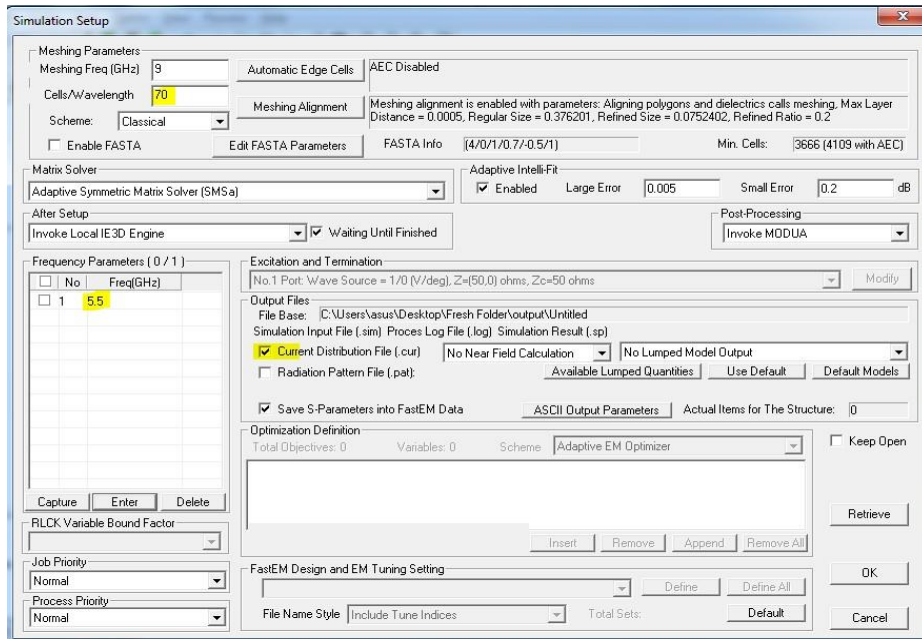 Simulation Setup
Meshing Parameters
Meshing Freq (GHz) 9
Automatic Edge Cells
AEC Disabled
Cells/Wavelength 70
Meshing Alignment
Meshing alignment is enabled with parameters: Aligning polygons and dielectrics calls meshing, Max Layer
Distance = 0.0005, Regular Size = 0.376201, Refined Size = 0.0752402, Refined Ratio = 0.2
Scheme: Classical
Enable FASTA
Edit FASTA Parameters
FASTA Info
(4/0/1/0.7/-0.5/1)
Min. Cells:
3666 (4109 with AEC)
Matrix Solver
Adaptive Symmetric Matrix Solver (SMSa)
Adaptive Intelli-Fit
Enabled Large Error 0.005 Small Error 0.2 dB
After Setup
Invoke Local IE3D Engine
Waiting Until Finished
Post-Processing
Invoke MODUA
Frequency Parameters ( 0 / 1 )
No Freq(GHz)
1 5.5
Capture Enter Delete
RLCK Variable Bound Factor
Job Priority
Normal
Process Priority
Normal
Excitation and Termination
No.1 Port: Wave Source = 1/0 (V/deg), Z=(50,0) ohms, Zc=50 ohms
Modify
Output Files
File Base: C:\Users\asus\Desktop\Fresh Folder\output\Untitled
Simulation Input File (.sim) Proces Log File (.log) Simulation Result (.sp)
Current Distribution File (.cur) No Near Field Calculation No Lumped Model Output
Radiation Pattern File (.pat): Available Lumped Quantities Use Default Default Models
Save S-Parameters into FastEM Data ASCII Output Parameters Actual Items for The Structure: 0
Optimization Definition
Total Objectives: 0 Variables: 0 Scheme Adaptive EM Optimizer
Insert Remove Append Remove All
Keep Open
Retrieve
OK
Cancel
FastEM Design and EM Tuning Setting
Define Define All
File Name Style Include Tune Indices Total Sets: Default